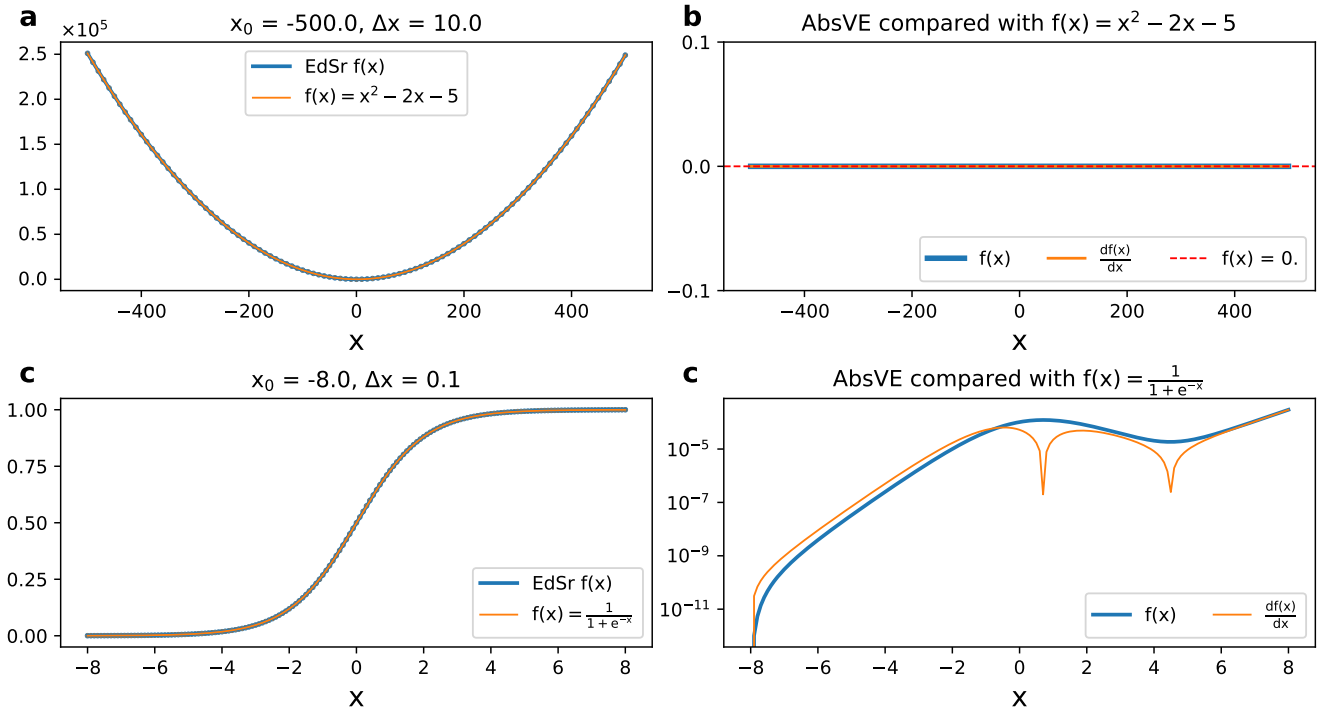 a
x₀ = -500.0, Δx = 10.0
×10⁵
2.5
2.0
1.5
1.0
0.5
0.0
EdSr f(x)
f(x) = x² − 2x − 5
−400 −200 0 200 400
x
b
AbsVE compared with f(x) = x² − 2x − 5
0.1
0.0
−0.1
f(x) df(x)/dx f(x) = 0.
−400 −200 0 200 400
x
c
x₀ = -8.0, Δx = 0.1
1.00
0.75
0.50
0.25
0.00
EdSr f(x)
f(x) = 1/(1 + e⁻ˣ)
−8 −6 −4 −2 0 2 4 6 8
x
c
AbsVE compared with f(x) = 1/(1 + e⁻ˣ)
10⁻⁵
10⁻⁷
10⁻⁹
10⁻¹¹
f(x) df(x)/dx
−8 −6 −4 −2 0 2 4 6 8
x